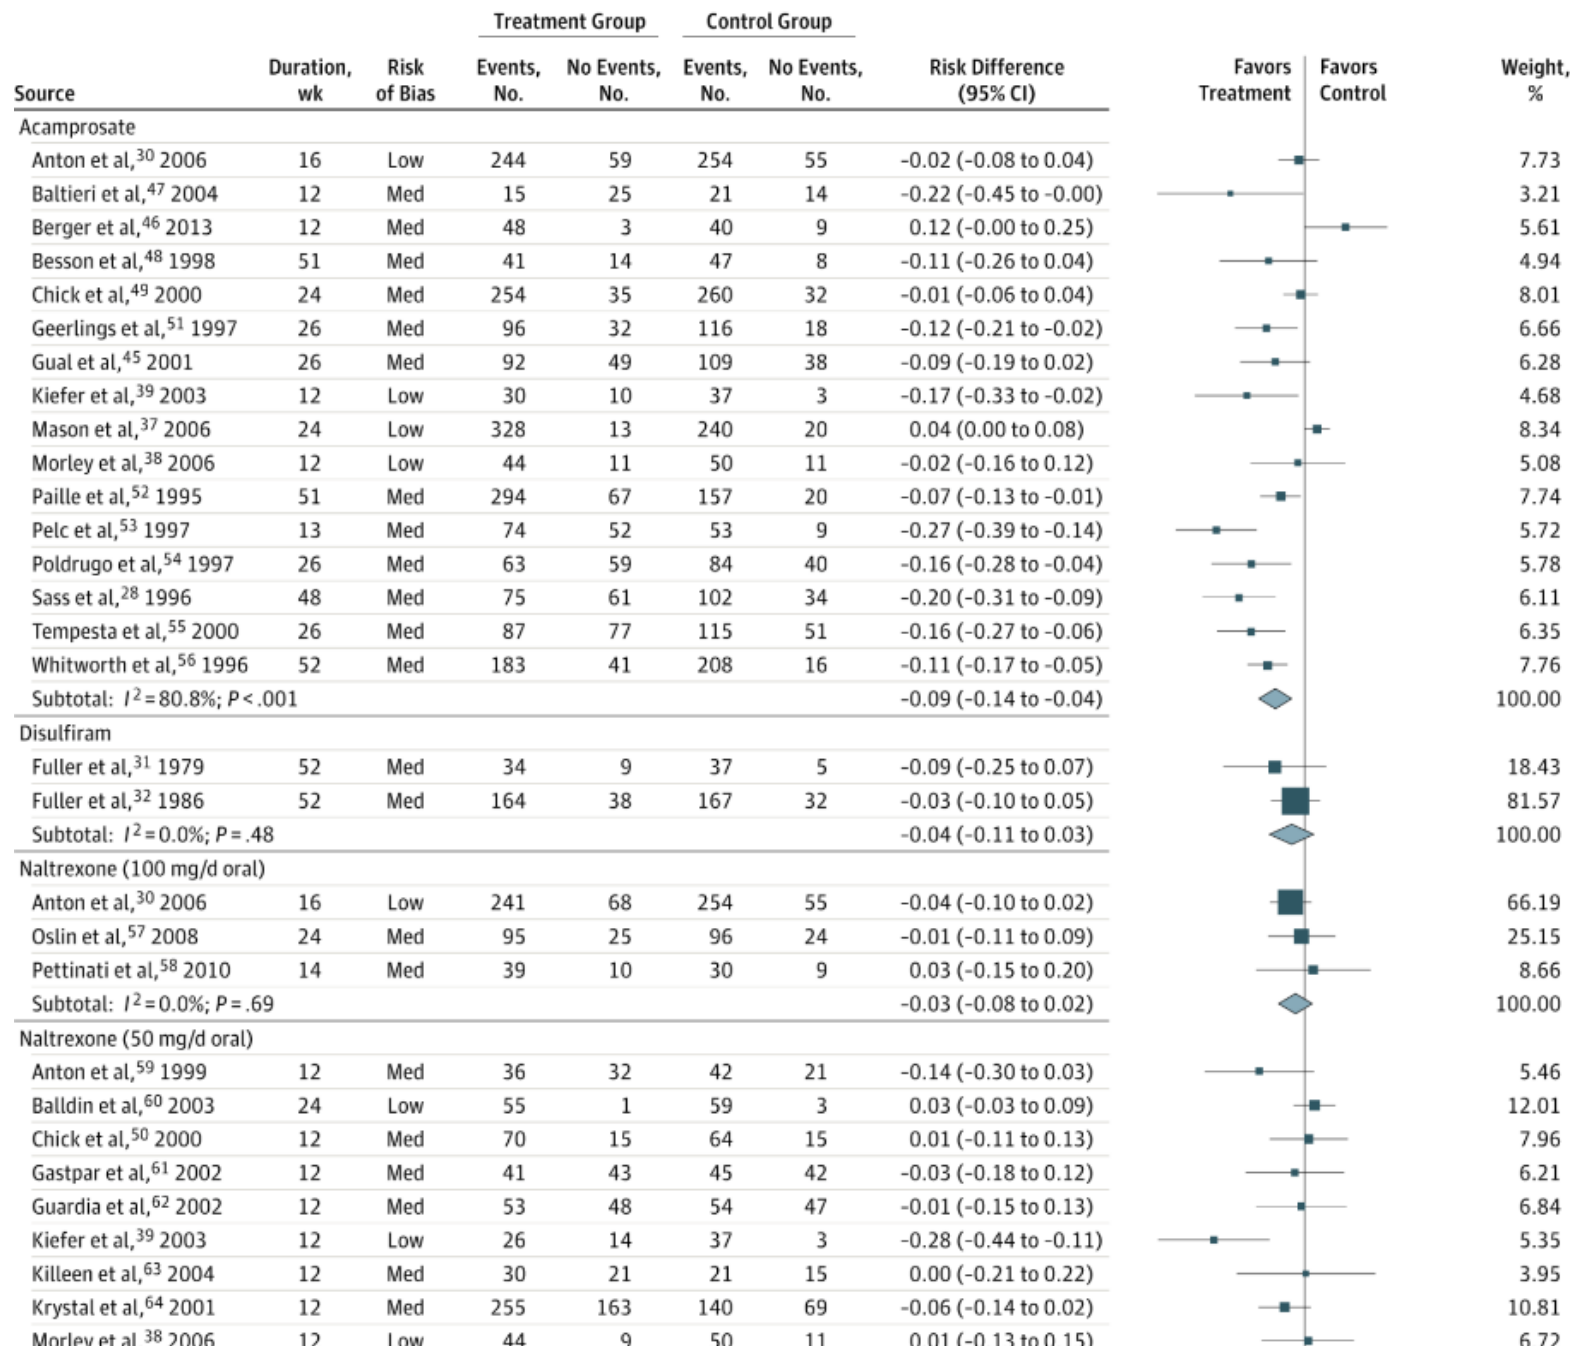 Treatment Group Control Group
Duration, Risk Events, No Events, Events, No Events, Risk Difference Favors Favors Weight,
Source wk of Bias No. No. No. No. (95% CI) Treatment Control %
Acamprosate
Anton et al,30 2006 16 Low 244 59 254 55 -0.02 (-0.08 to 0.04) 7.73
Baltieri et al,47 2004 12 Med 15 25 21 14 -0.22 (-0.45 to -0.00) 3.21
Berger et al,46 2013 12 Med 48 3 40 9 0.12 (-0.00 to 0.25) 5.61
Besson et al,48 1998 51 Med 41 14 47 8 -0.11 (-0.26 to 0.04) 4.94
Chick et al,49 2000 24 Med 254 35 260 32 -0.01 (-0.06 to 0.04) 8.01
Geerlings et al,51 1997 26 Med 96 32 116 18 -0.12 (-0.21 to -0.02) 6.66
Gual et al,45 2001 26 Med 92 49 109 38 -0.09 (-0.19 to 0.02) 6.28
Kiefer et al,39 2003 12 Low 30 10 37 3 -0.17 (-0.33 to -0.02) 4.68
Mason et al,37 2006 24 Low 328 13 240 20 0.04 (0.00 to 0.08) 8.34
Morley et al,38 2006 12 Low 44 11 50 11 -0.02 (-0.16 to 0.12) 5.08
Paille et al,52 1995 51 Med 294 67 157 20 -0.07 (-0.13 to -0.01) 7.74
Pelc et al,53 1997 13 Med 74 52 53 9 -0.27 (-0.39 to -0.14) 5.72
Poldrugo et al,54 1997 26 Med 63 59 84 40 -0.16 (-0.28 to -0.04) 5.78
Sass et al,28 1996 48 Med 75 61 102 34 -0.20 (-0.31 to -0.09) 6.11
Tempesta et al,55 2000 26 Med 87 77 115 51 -0.16 (-0.27 to -0.06) 6.35
Whitworth et al,56 1996 52 Med 183 41 208 16 -0.11 (-0.17 to -0.05) 7.76
Subtotal: I2=80.8%; P<.001 -0.09 (-0.14 to -0.04) 100.00
Disulfiram
Fuller et al,31 1979 52 Med 34 9 37 5 -0.09 (-0.25 to 0.07) 18.43
Fuller et al,32 1986 52 Med 164 38 167 32 -0.03 (-0.10 to 0.05) 81.57
Subtotal: I2=0.0%; P=.48 -0.04 (-0.11 to 0.03) 100.00
Naltrexone (100 mg/d oral)
Anton et al,30 2006 16 Low 241 68 254 55 -0.04 (-0.10 to 0.02) 66.19
Oslin et al,57 2008 24 Med 95 25 96 24 -0.01 (-0.11 to 0.09) 25.15
Pettinati et al,58 2010 14 Med 39 10 30 9 0.03 (-0.15 to 0.20) 8.66
Subtotal: I2=0.0%; P=.69 -0.03 (-0.08 to 0.02) 100.00
Naltrexone (50 mg/d oral)
Anton et al,59 1999 12 Med 36 32 42 21 -0.14 (-0.30 to 0.03) 5.46
Balldin et al,60 2003 24 Low 55 1 59 3 0.03 (-0.03 to 0.09) 12.01
Chick et al,50 2000 12 Med 70 15 64 15 0.01 (-0.11 to 0.13) 7.96
Gastpar et al,61 2002 12 Med 41 43 45 42 -0.03 (-0.18 to 0.12) 6.21
Guardia et al,62 2002 12 Med 53 48 54 47 -0.01 (-0.15 to 0.13) 6.84
Kiefer et al,39 2003 12 Low 26 14 37 3 -0.28 (-0.44 to -0.11) 5.35
Killeen et al,63 2004 12 Med 30 21 21 15 0.00 (-0.21 to 0.22) 3.95
Krystal et al,64 2001 12 Med 255 163 140 69 -0.06 (-0.14 to 0.02) 10.81
Morley et al,38 2006 12 Low 44 9 50 11 0.01 (-0.13 to 0.15) 6.72